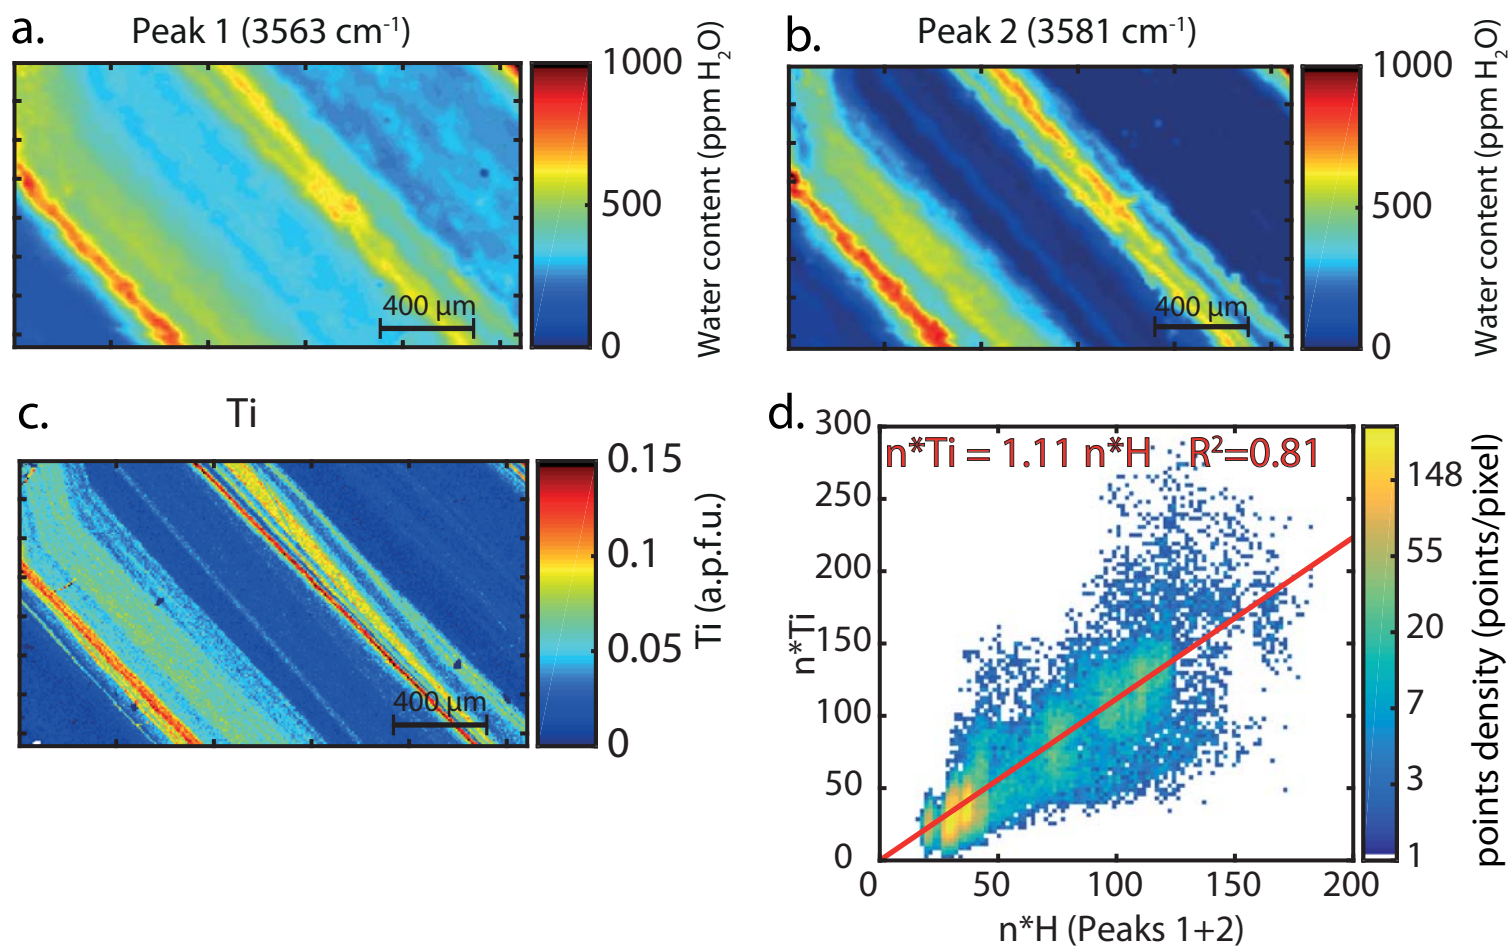 a.
Peak 1 (3563 cm⁻¹)
1000
500
0
Water content (ppm H₂O)
400 µm
b.
Peak 2 (3581 cm⁻¹)
1000
500
0
Water content (ppm H₂O)
400 µm
c.
Ti
0.15
0.1
0.05
0
Ti (a.p.f.u.)
400 µm
d.
n*Ti = 1.11 n*H R²=0.81
300
250
200
150
100
50
0
n*Ti
0 50 100 150 200
n*H (Peaks 1+2)
148
55
20
7
3
1
points density (points/pixel)